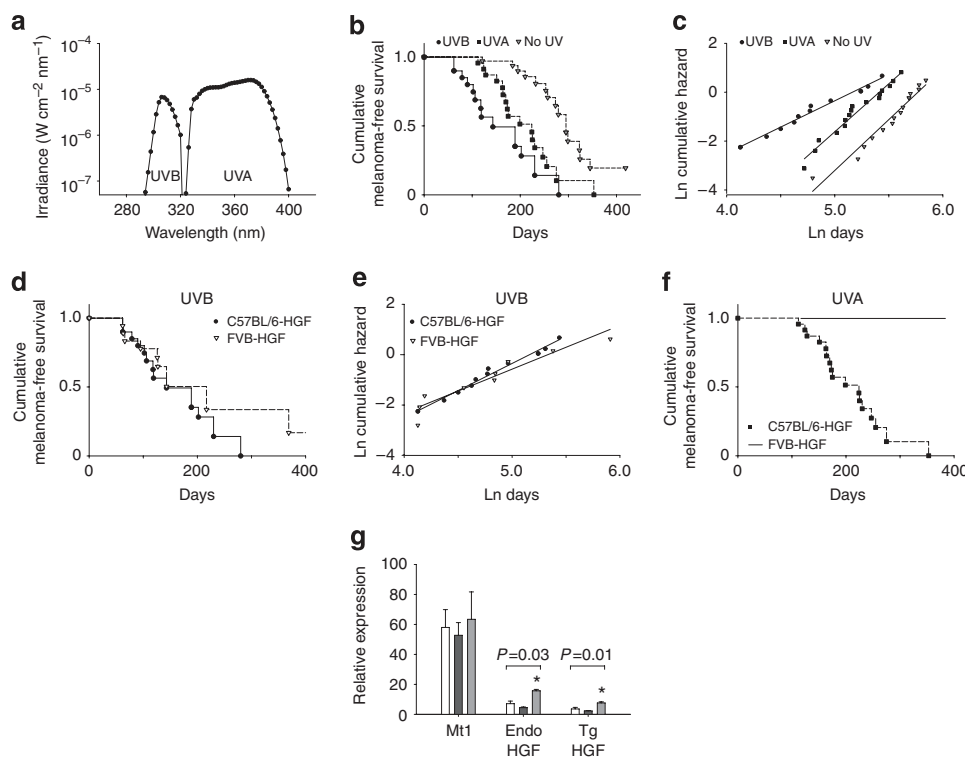 a
Irradiance (W cm−2 nm−1)
10−4
10−5
10−6
10−7
UVB
UVA
280
320
360
400
Wavelength (nm)
b
UVB UVA No UV
Cumulative
melanoma-free survival
1.0
0.5
0
0
200
400
Days
c
UVB UVA No UV
Ln cumulative hazard
2
0
−2
−4
4.1
5.0
6.0
Ln days
d
UVB
Cumulative
melanoma-free survival
1.0
0.5
0
C57BL/6-HGF
FVB-HGF
0
200
400
Days
e
UVB
Ln cumulative hazard
2
0
−2
−4
C57BL/6-HGF
FVB-HGF
4.0
5.0
6.0
Ln days
f
UVA
Cumulative
melanoma-free survival
1.0
0.5
0
C57BL/6-HGF
FVB-HGF
0
200
400
Days
g
Relative expression
100
80
60
40
20
0
P=0.03
P=0.01
*
*
Mt1
Endo
HGF
Tg
HGF